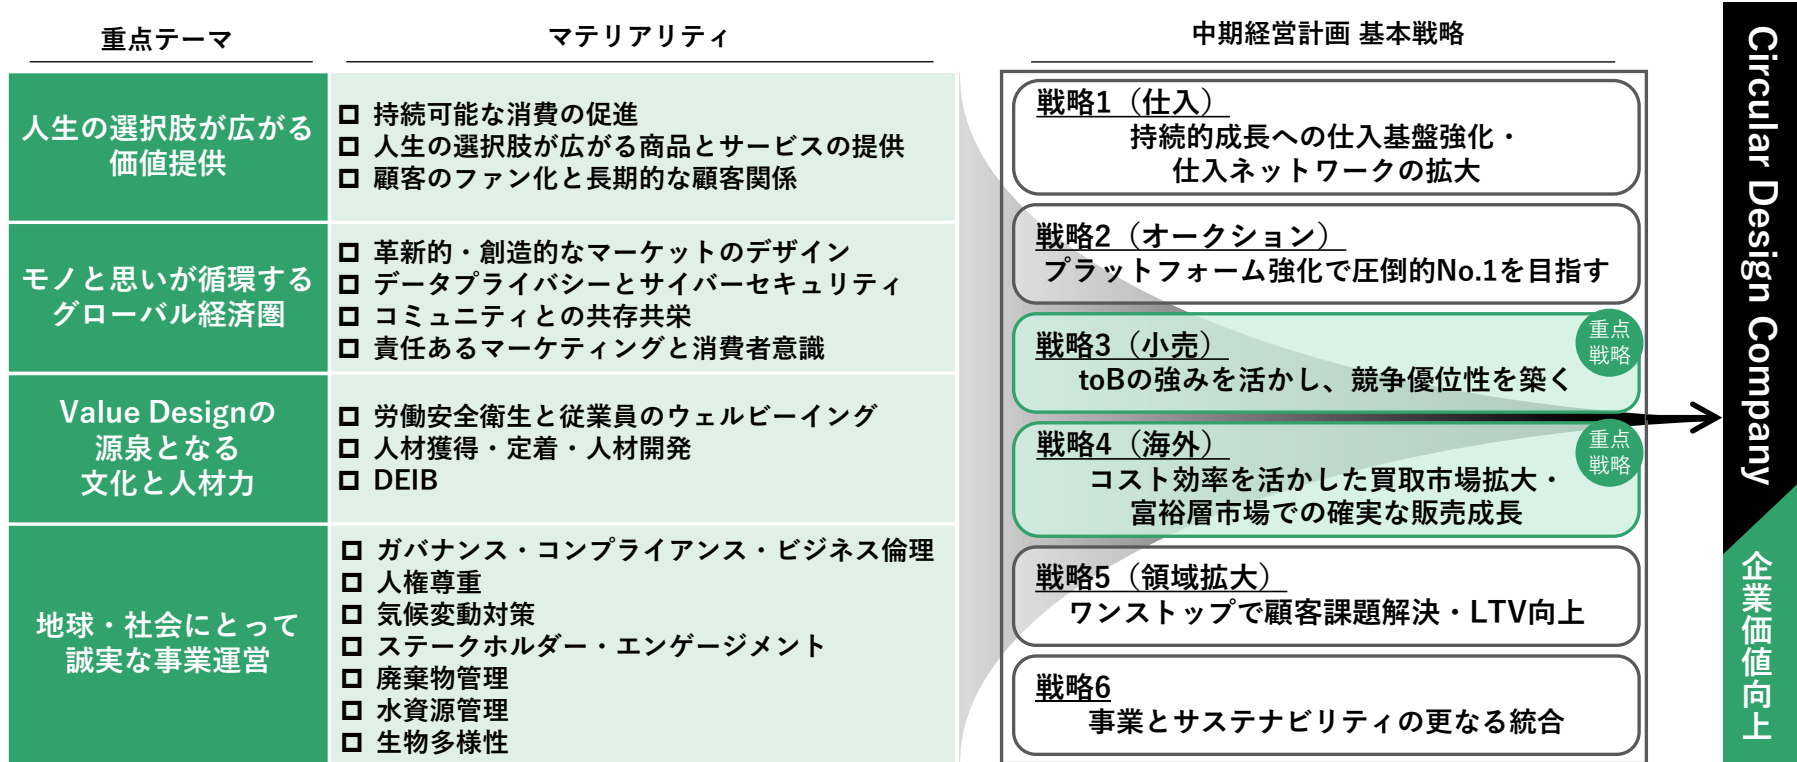 重点テーマ
マテリアリティ
中期経営計画 基本戦略
人生の選択肢が広がる
価値提供
持続可能な消費の促進
人生の選択肢が広がる商品とサービスの提供
顧客のファン化と長期的な顧客関係
モノと思いが循環する
グローバル経済圏
革新的・創造的なマーケットのデザイン
データプライバシーとサイバーセキュリティ
コミュニティとの共存共栄
責任あるマーケティングと消費者意識
Value Designの
源泉となる
文化と人材力
労働安全衛生と従業員のウェルビーイング
人材獲得・定着・人材開発
DEIB
地球・社会にとって
誠実な事業運営
ガバナンス・コンプライアンス・ビジネス倫理
人権尊重
気候変動対策
ステークホルダー・エンゲージメント
廃棄物管理
水資源管理
生物多様性
戦略1（仕入）
持続的成長への仕入基盤強化・
仕入ネットワークの拡大
戦略2（オークション）
プラットフォーム強化で圧倒的No.1を目指す
戦略3（小売）
toBの強みを活かし、競争優位性を築く
重点
戦略
戦略4（海外）
コスト効率を活かした買取市場拡大・
富裕層市場での確実な販売成長
重点
戦略
戦略5（領域拡大）
ワンストップで顧客課題解決・LTV向上
戦略6
事業とサステナビリティの更なる統合
Circular Design Company
企業価値向上